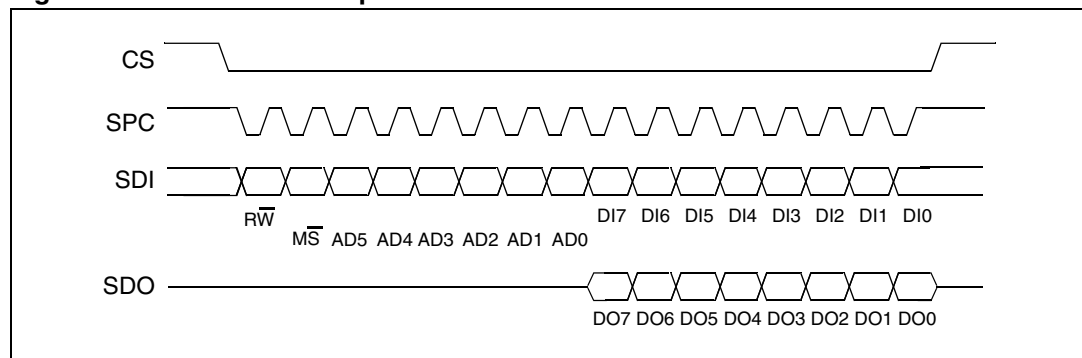 CS
SPC
SDI
RW̅
DI7 DI6 DI5 DI4 DI3 DI2 DI1 DI0
MS̅ AD5 AD4 AD3 AD2 AD1 AD0
SDO
DO7 DO6 DO5 DO4 DO3 DO2 DO1 DO0